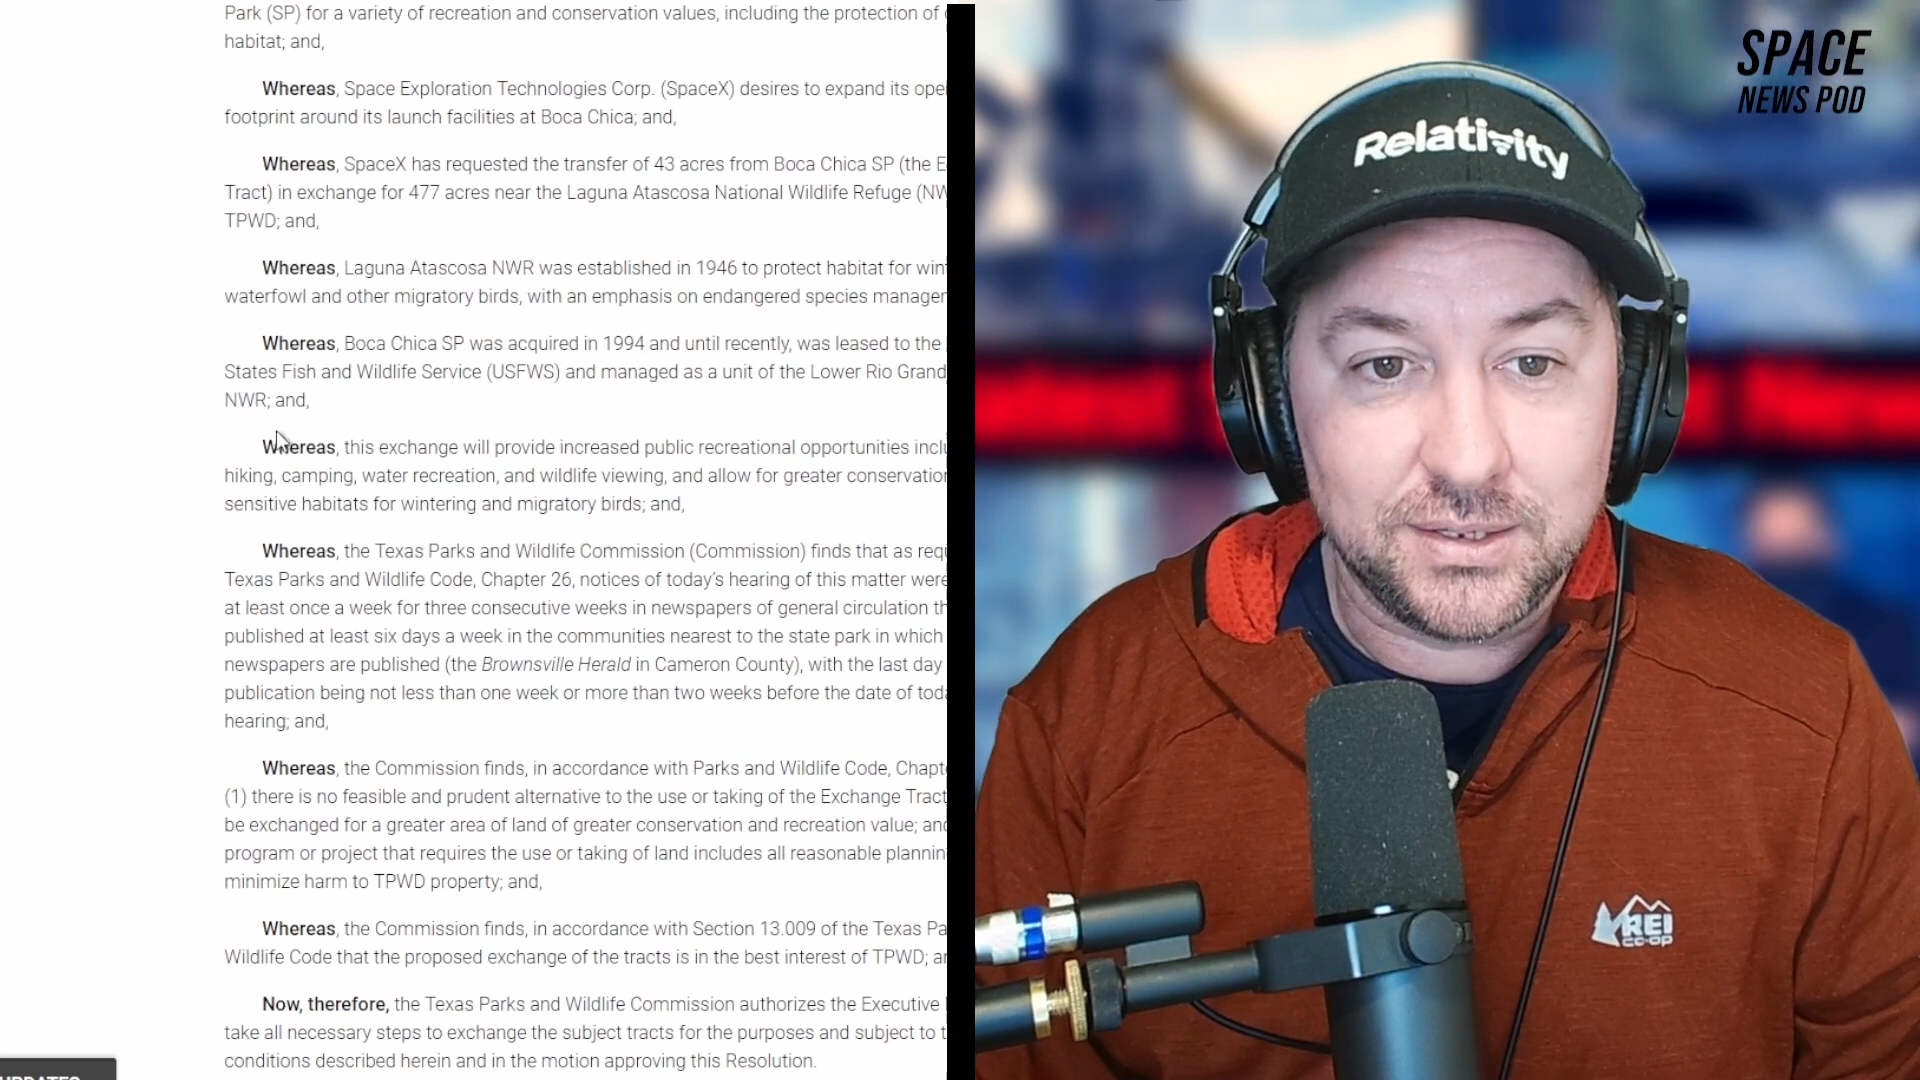 Park (SP) for a variety of recreation and conservation values, including the protection of
habitat; and,
Whereas, Space Exploration Technologies Corp. (SpaceX) desires to expand its
footprint around its launch facilities at Boca Chica; and,
Whereas, SpaceX has requested the transfer of 43 acres from Boca Chica SP (the
Tract) in exchange for 477 acres near the Laguna Atascosa National Wildlife Refuge
TPWD; and,
Whereas, Laguna Atascosa NWR was established in 1946 to protect habitat for
waterfowl and other migratory birds, with an emphasis on endangered species
Whereas, Boca Chica SP was acquired in 1994 and until recently, was leased to the
States Fish and Wildlife Service (USFWS) and managed as a unit of the Lower Rio
NWR; and,
Whereas, this exchange will provide increased public recreational opportunities
hiking, camping, water recreation, and wildlife viewing, and allow for greater
sensitive habitats for wintering and migratory birds; and,
Whereas, the Texas Parks and Wildlife Commission (Commission) finds that as
Texas Parks and Wildlife Code, Chapter 26, notices of today's hearing of this matter were
at least once a week for three consecutive weeks in newspapers of general circulation
published at least six days a week in the communities nearest to the state park in which
newspapers are published (the Brownsville Herald in Cameron County), with the last day
publication being not less than one week or more than two weeks before the date of
hearing; and,
Whereas, the Commission finds, in accordance with Parks and Wildlife Code,
(1) there is no feasible and prudent alternative to the use or taking of the Exchange
be exchanged for a greater area of land of greater conservation and recreation value;
program or project that requires the use or taking of land includes all reasonable
minimize harm to TPWD property; and,
Whereas, the Commission finds, in accordance with Section 13.009 of the Texas
Wildlife Code that the proposed exchange of the tracts is in the best interest of TPWD;
Now, therefore, the Texas Parks and Wildlife Commission authorizes the Executive
take all necessary steps to exchange the subject tracts for the purposes and subject to
conditions described herein and in the motion approving this Resolution.
SPACE
NEWS POD
Relativity
REI
CO-OP